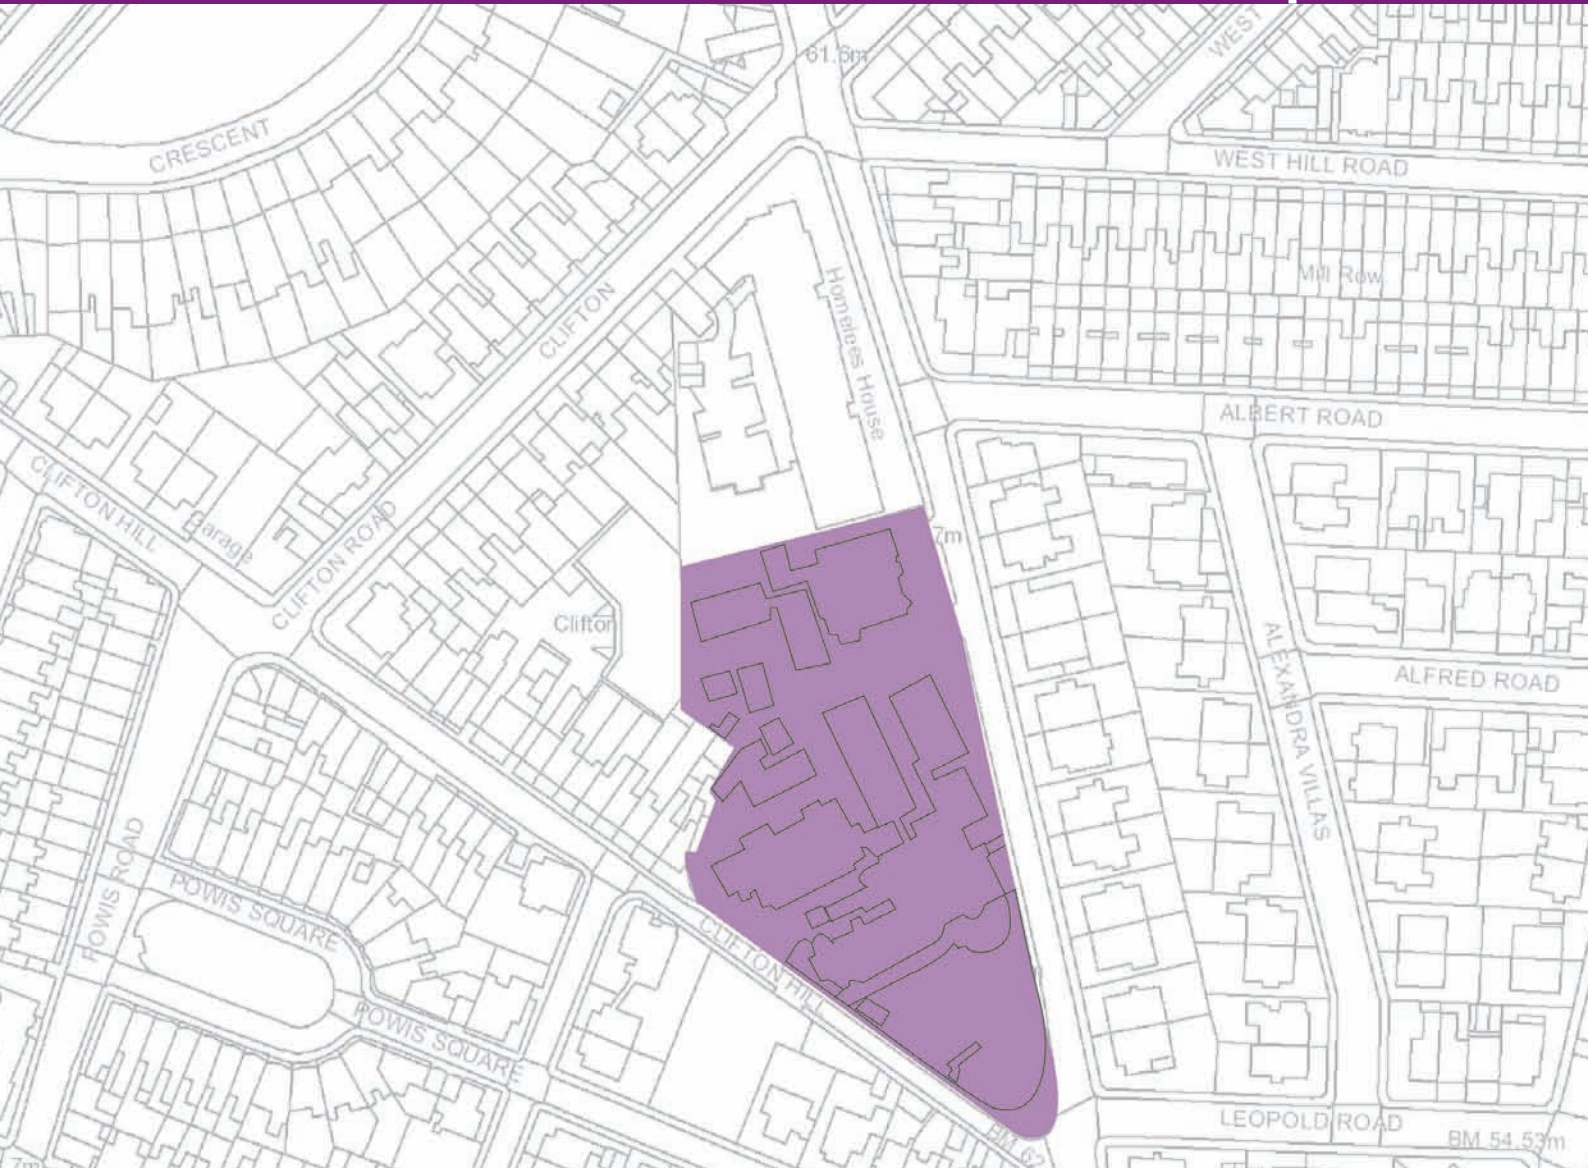 61.6m
WEST
CRESCENT
WEST HILL ROAD
Mill Row
Homelees House
CLIFTON
ALBERT ROAD
CLIFTON HILL
Garage
CLIFTON ROAD
7m
Clifton
ALFRED ROAD
ALEXANDRA VILLAS
POWIS ROAD
POWIS SQUARE
CLIFTON HILL
POWIS SQUARE
LEOPOLD ROAD
BM 62
BM 54.53m
7m